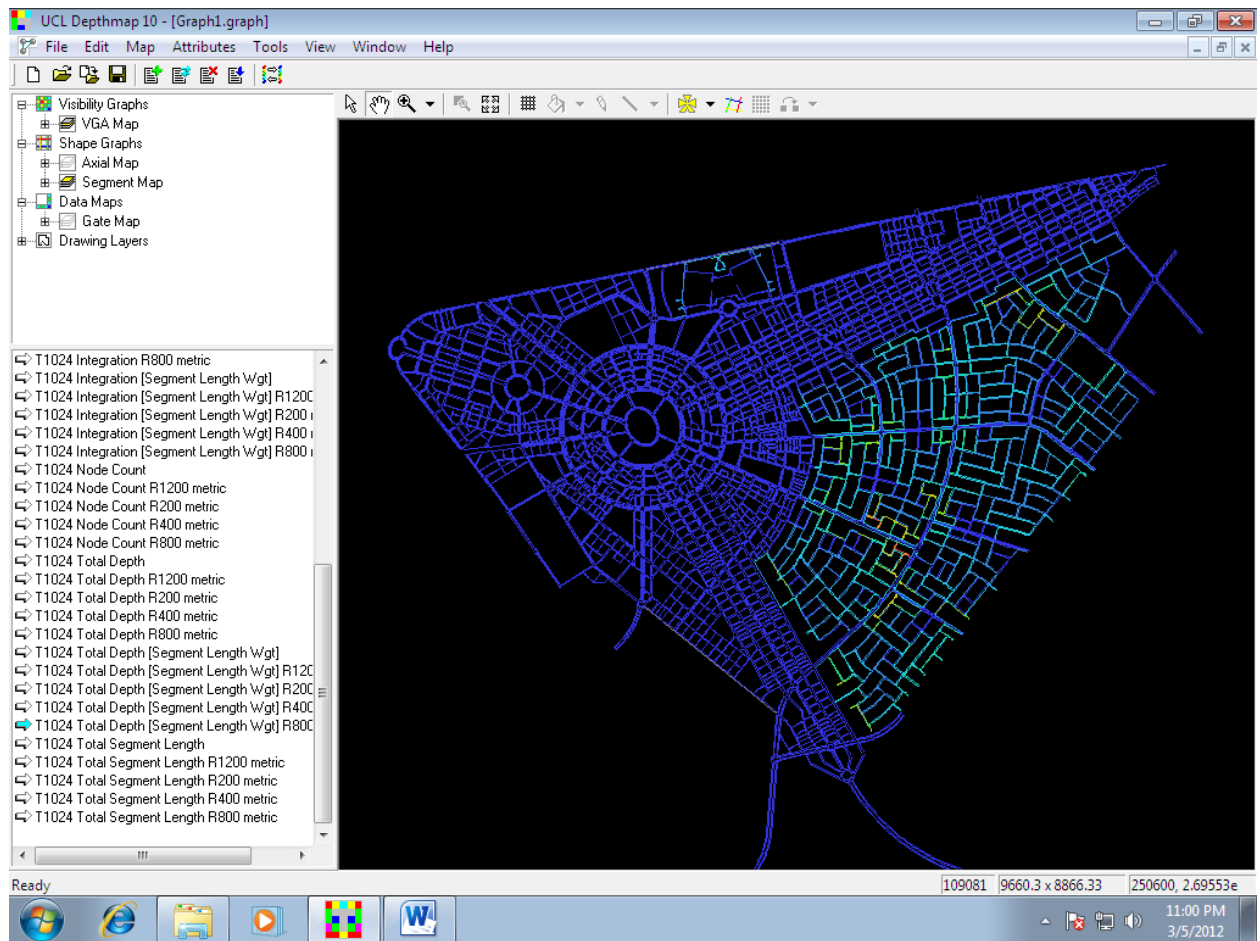 UCL Depthmap 10 - [Graph1.graph]
File Edit Map Attributes Tools View Window Help
Visibility Graphs
VGA Map
Shape Graphs
Axial Map
Segment Map
Data Maps
Gate Map
Drawing Layers
T1024 Integration R800 metric
T1024 Integration [Segment Length Wgt]
T1024 Integration [Segment Length Wgt] R1200
T1024 Integration [Segment Length Wgt] R200
T1024 Integration [Segment Length Wgt] R400
T1024 Integration [Segment Length Wgt] R800
T1024 Node Count
T1024 Node Count R1200 metric
T1024 Node Count R200 metric
T1024 Node Count R400 metric
T1024 Node Count R800 metric
T1024 Total Depth
T1024 Total Depth R1200 metric
T1024 Total Depth R200 metric
T1024 Total Depth R400 metric
T1024 Total Depth R800 metric
T1024 Total Depth [Segment Length Wgt]
T1024 Total Depth [Segment Length Wgt] R120
T1024 Total Depth [Segment Length Wgt] R200
T1024 Total Depth [Segment Length Wgt] R400
T1024 Total Depth [Segment Length Wgt] R800
T1024 Total Segment Length
T1024 Total Segment Length R1200 metric
T1024 Total Segment Length R200 metric
T1024 Total Segment Length R400 metric
T1024 Total Segment Length R800 metric
Ready 109081 9660.3 x 8866.33 250600, 2.69553e
W 11:00 PM
3/5/2012